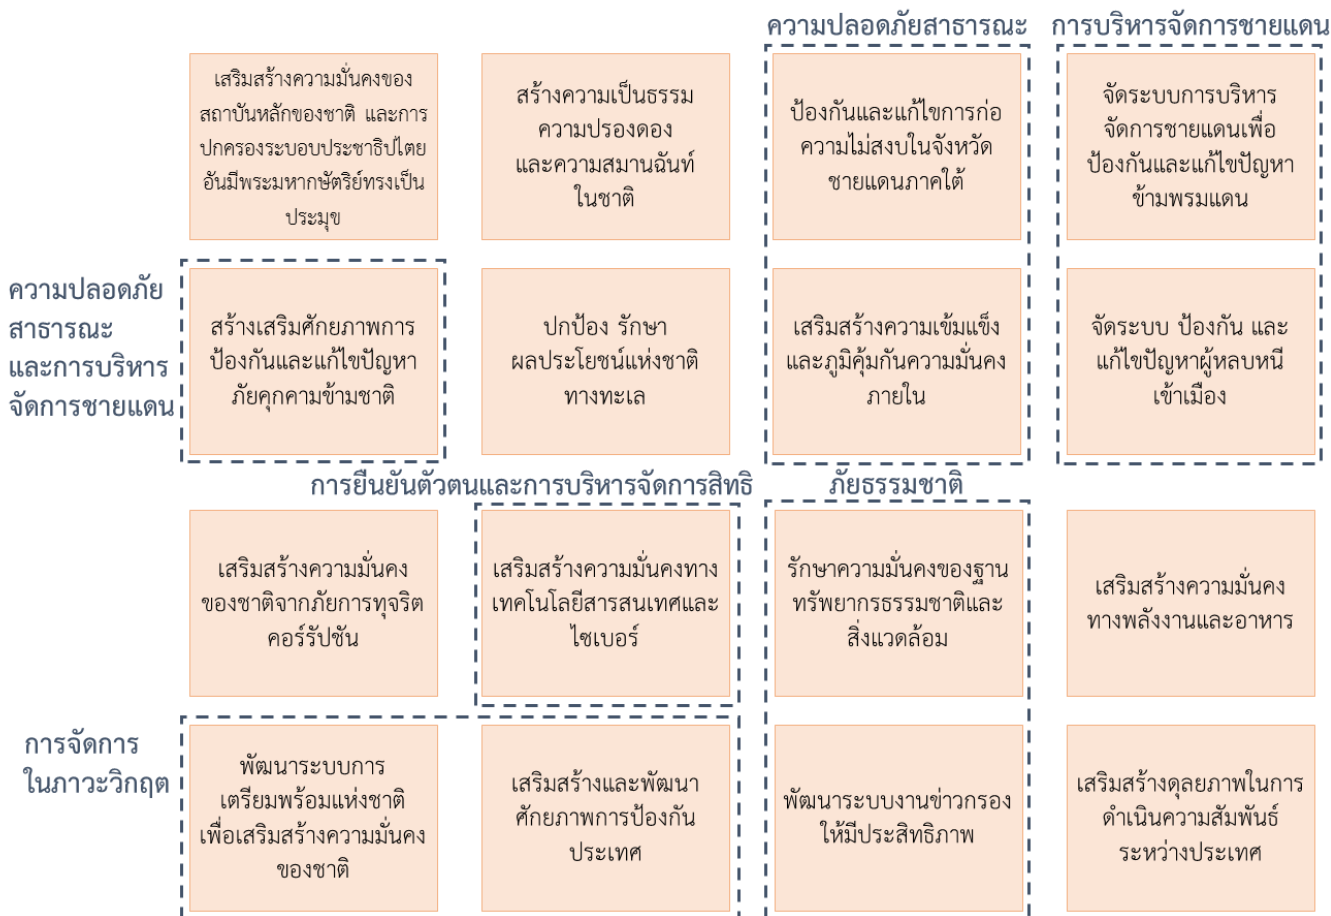 ความปลอดภัยสาธารณะ
การบริหารจัดการชายแดน
เสริมสร้างความมั่นคงของ
สถาบันหลักของชาติ และการ
ปกครองระบอบประชาธิปไตย
อันมีพระมหากษัตริย์ทรงเป็น
ประมุข
สร้างความเป็นธรรม
ความปรองดอง
และความสมานฉันท์
ในชาติ
ป้องกันและแก้ไขการก่อ
ความไม่สงบในจังหวัด
ชายแดนภาคใต้
จัดระบบการบริหาร
จัดการชายแดนเพื่อ
ป้องกันและแก้ไขปัญหา
ข้ามพรมแดน
ความปลอดภัย
สาธารณะ
และการบริหาร
จัดการชายแดน
สร้างเสริมศักยภาพการ
ป้องกันและแก้ไขปัญหา
ภัยคุกคามข้ามชาติ
ปกป้อง รักษา
ผลประโยชน์แห่งชาติ
ทางทะเล
เสริมสร้างความเข้มแข็ง
และภูมิคุ้มกันความมั่นคง
ภายใน
จัดระบบ ป้องกัน และ
แก้ไขปัญหาผู้หลบหนี
เข้าเมือง
การยืนยันตัวตนและการบริหารจัดการสิทธิ
ภัยธรรมชาติ
เสริมสร้างความมั่นคง
ของชาติจากภัยการทุจริต
คอร์รัปชัน
เสริมสร้างความมั่นคงทาง
เทคโนโลยีสารสนเทศและ
ไซเบอร์
รักษาความมั่นคงของฐาน
ทรัพยากรธรรมชาติและ
สิ่งแวดล้อม
เสริมสร้างความมั่นคง
ทางพลังงานและอาหาร
การจัดการ
ในภาวะวิกฤต
พัฒนาระบบการ
เตรียมพร้อมแห่งชาติ
เพื่อเสริมสร้างความมั่นคง
ของชาติ
เสริมสร้างและพัฒนา
ศักยภาพการป้องกัน
ประเทศ
พัฒนาระบบงานข่าวกรอง
ให้มีประสิทธิภาพ
เสริมสร้างดุลยภาพในการ
ดำเนินความสัมพันธ์
ระหว่างประเทศ